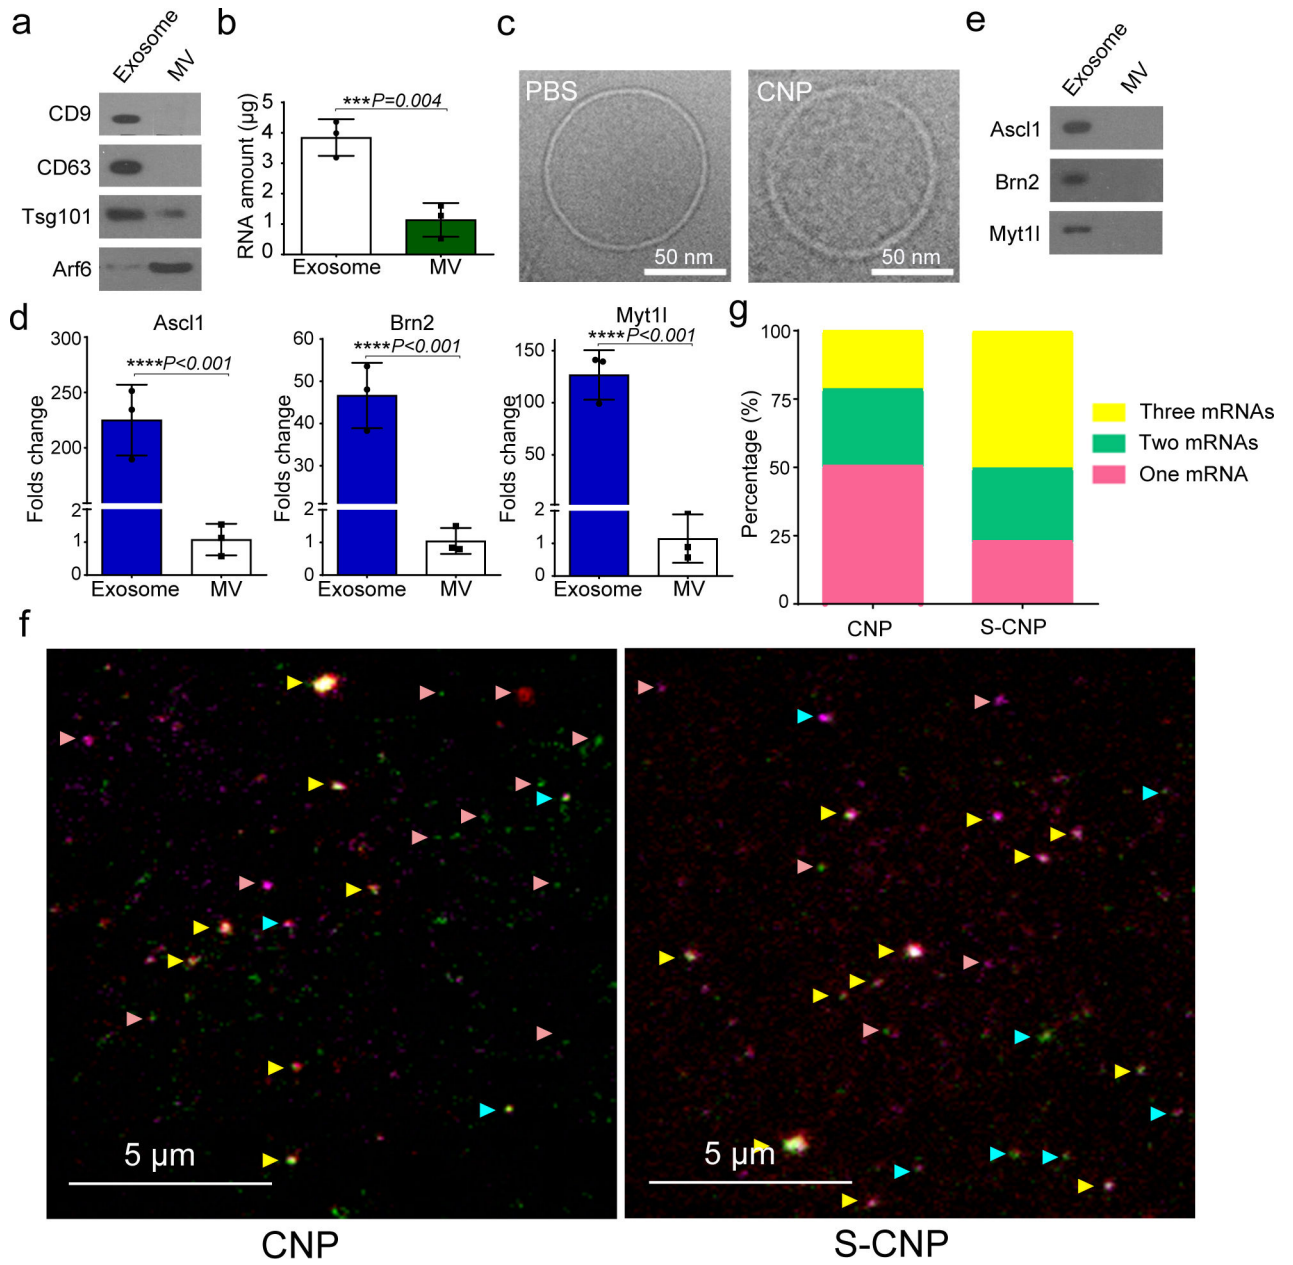 a
Exosome
MV
CD9
CD63
Tsg101
Arf6
b
***P=0.004
RNA amount (µg)
5
4
3
2
1
0
Exosome
MV
c
PBS
50 nm
CNP
50 nm
e
Exosome
MV
Ascl1
Brn2
Myt1l
d
Ascl1
****P<0.001
Folds change
300
250
200
2
1
0
Exosome
MV
Brn2
****P<0.001
Folds change
60
50
40
30
2
1
0
Exosome
MV
Myt1l
****P<0.001
Folds change
150
100
50
2
1
0
Exosome
MV
g
Percentage (%)
100
75
50
25
0
CNP
S-CNP
Three mRNAs
Two mRNAs
One mRNA
f
5 µm
CNP
5 µm
S-CNP